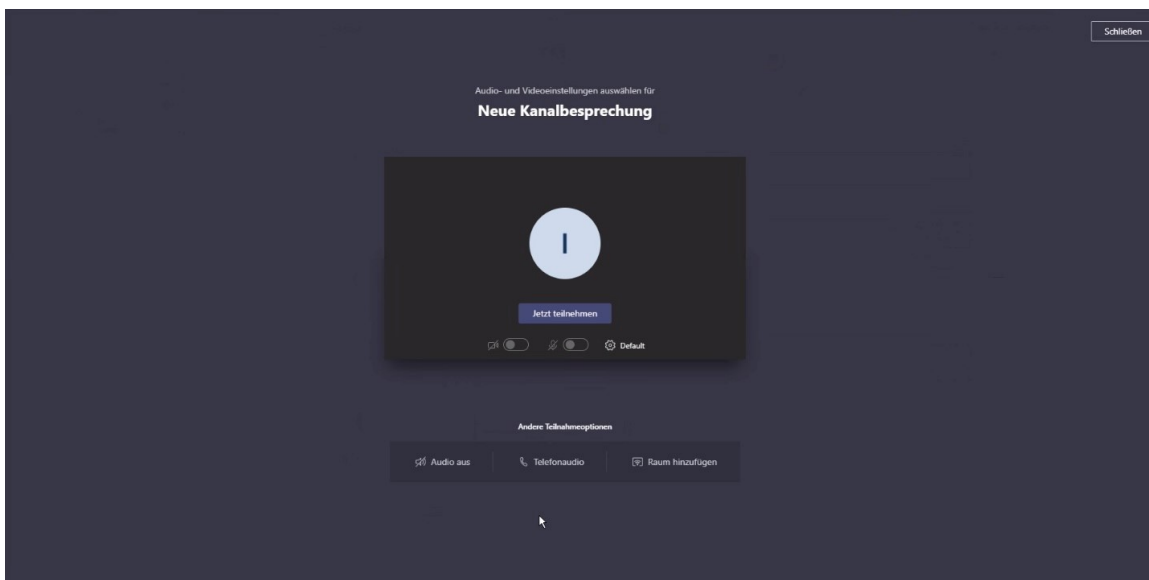 Schließen
Audio- und Videoeinstellungen auswählen für
Neue Kanalbesprechung
I
Jetzt teilnehmen
Default
Andere Teilnahmeoptionen
Audio aus
Telefonaudio
Raum hinzufügen